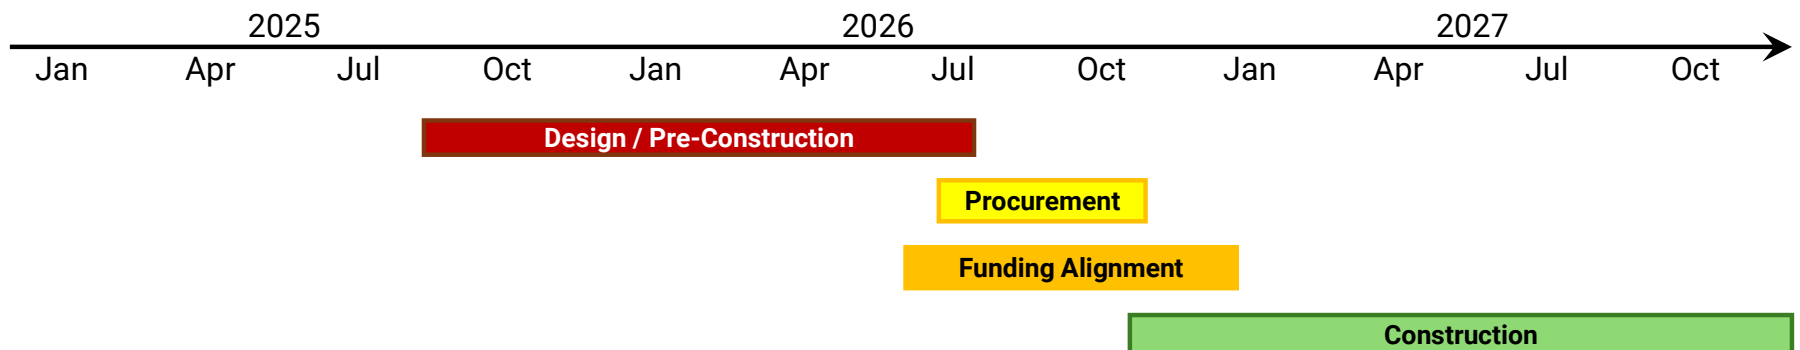 2025 2026 2027
Jan Apr Jul Oct Jan Apr Jul Oct Jan Apr Jul Oct
Design / Pre-Construction
Procurement
Funding Alignment
Construction